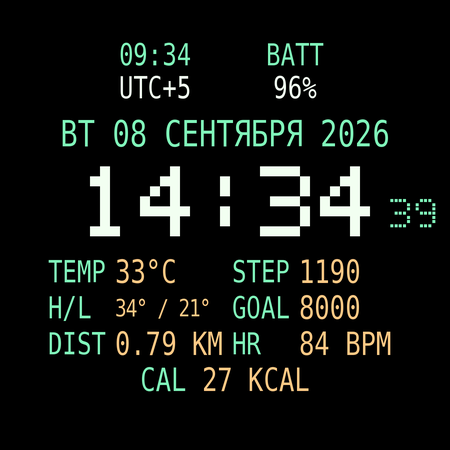 09:34 BATT
UTC+5 96%
ВТ 08 СЕНТЯБРЯ 2026
14:34 39
TEMP 33°C STEP 1190
H/L 34° / 21° GOAL 8000
DIST 0.79 KM HR 84 BPM
CAL 27 KCAL